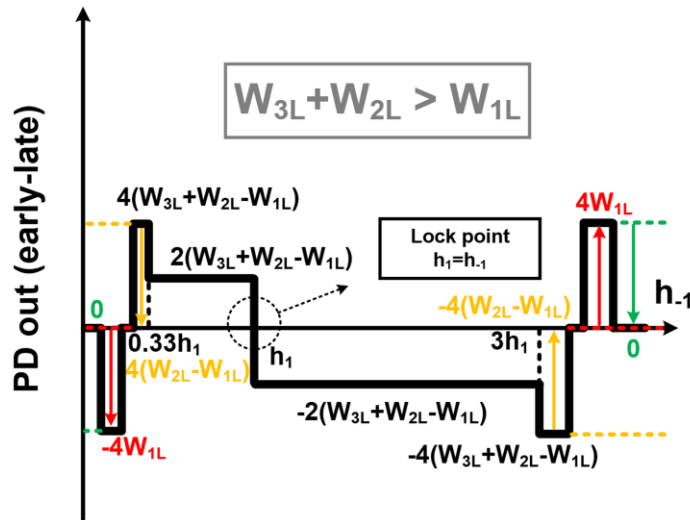 W3L+W2L > W1L
PD out (early-late)
4(W3L+W2L-W1L)
4W1L
2(W3L+W2L-W1L)
Lock point
h1=h-1
0
-4(W2L-W1L)
h-1
0.33h1
h1
3h1
0
4(W2L-W1L)
-2(W3L+W2L-W1L)
-4W1L
-4(W3L+W2L-W1L)